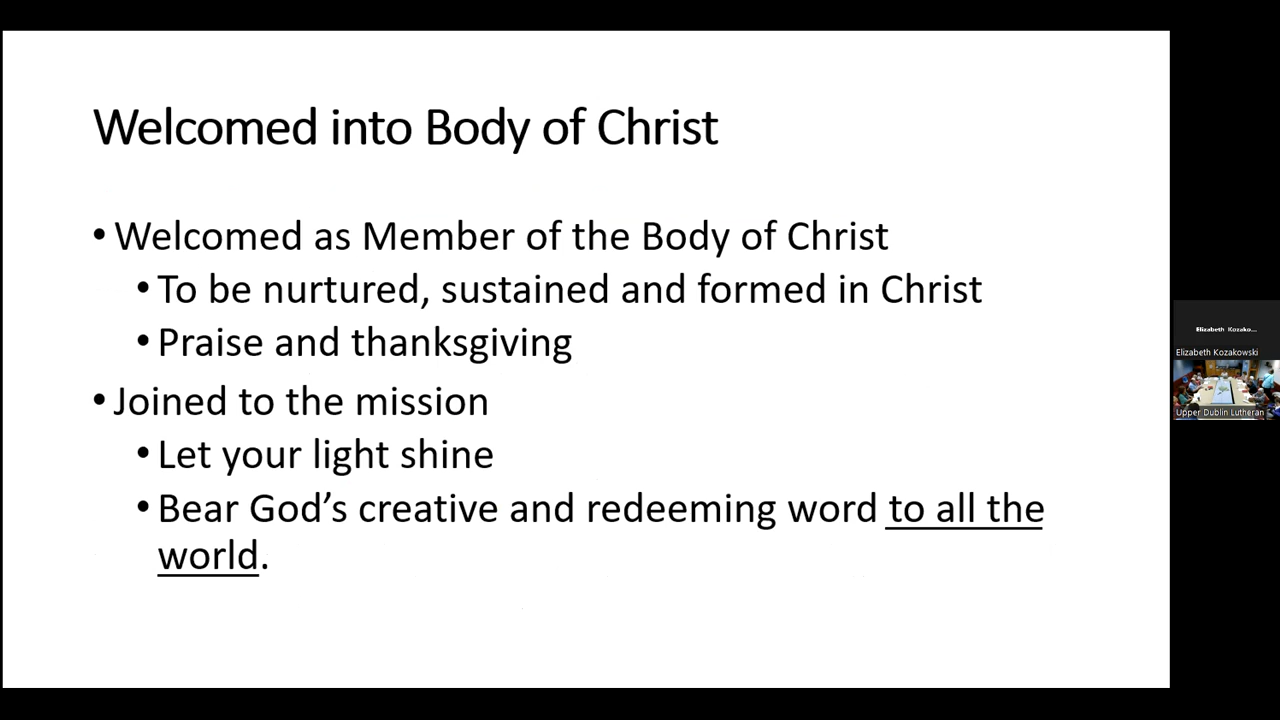 Welcomed into Body of Christ
• Welcomed as Member of the Body of Christ
• To be nurtured, sustained and formed in Christ
• Praise and thanksgiving
• Joined to the mission
• Let your light shine
• Bear God’s creative and redeeming word to all the
world.
Elizabeth Kozako...
Elizabeth Kozakowski
Upper Dublin Lutheran